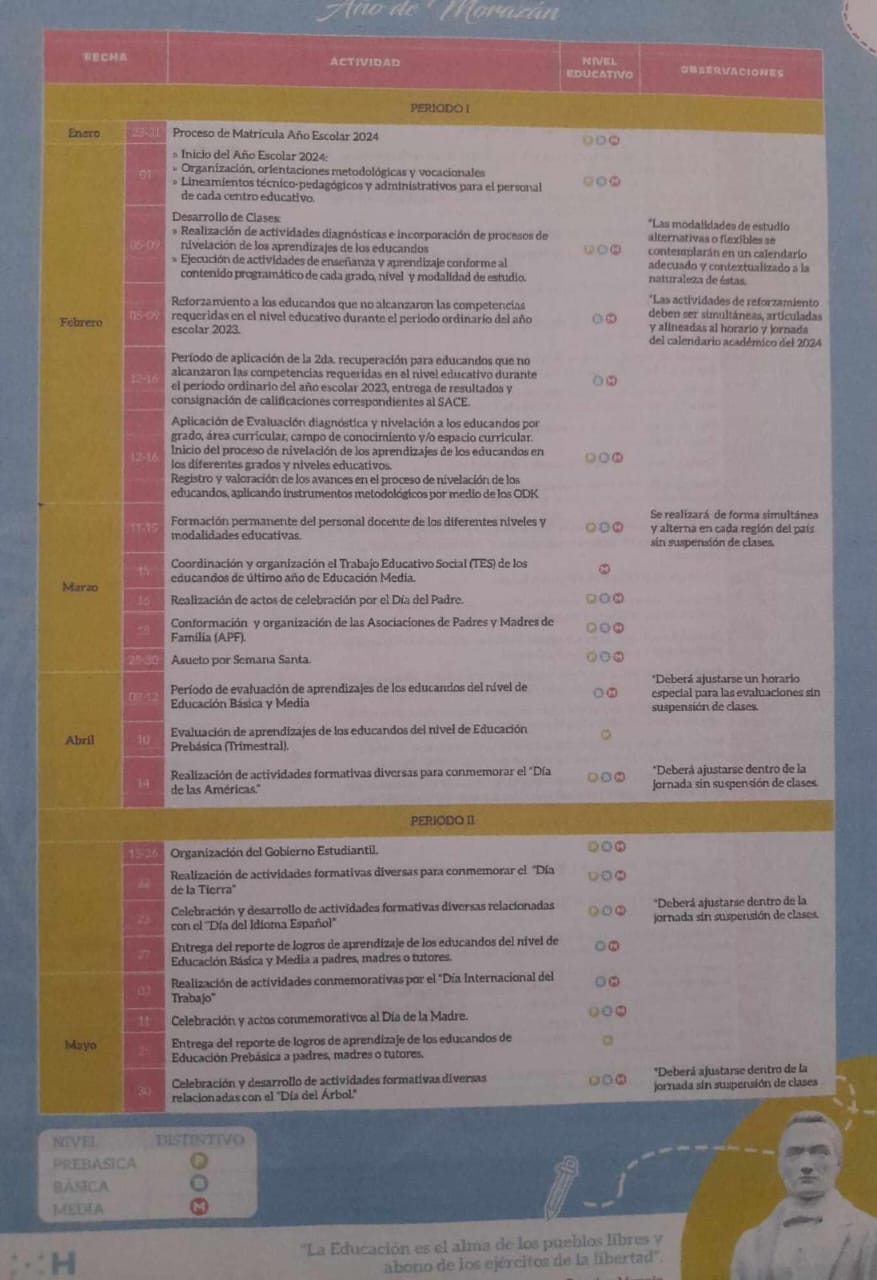 Año de Morazán
FECHA
ACTIVIDAD
NIVEL
EDUCATIVO
OBSERVACIONES
PERIODO I
Enero
23-31
Proceso de Matrícula Año Escolar 2024
P B M
Febrero
01
» Inicio del Año Escolar 2024:
» Organización, orientaciones metodológicas y vocacionales
» Lineamientos técnico-pedagógicos y administrativos para el personal
de cada centro educativo.
P B M
05-09
Desarrollo de Clases:
» Realización de actividades diagnósticas e incorporación de procesos de
nivelación de los aprendizajes de los educandos
» Ejecución de actividades de enseñanza y aprendizaje conforme al
contenido programático de cada grado, nivel y modalidad de estudio.
P B M
*Las modalidades de estudio
alternativas o flexibles se
contemplarán en un calendario
adecuado y contextualizado a la
naturaleza de éstas.
05-09
Reforzamiento a los educandos que no alcanzaron las competencias
requeridas en el nivel educativo durante el periodo ordinario del año
escolar 2023.
B M
*Las actividades de reforzamiento
deben ser simultáneas, articuladas
y alineadas al horario y jornada
del calendario académico del 2024
12-16
Período de aplicación de la 2da. recuperación para educandos que no
alcanzaron las competencias requeridas en el nivel educativo durante
el período ordinario del año escolar 2023, entrega de resultados y
consignación de calificaciones correspondientes al SACE.
B M
12-16
Aplicación de Evaluación diagnóstica y nivelación a los educandos por
grado, área curricular, campo de conocimiento y/o espacio curricular.
Inicio del proceso de nivelación de los aprendizajes de los educandos en
los diferentes grados y niveles educativos.
Registro y valoración de los avances en el proceso de nivelación de los
educandos, aplicando instrumentos metodológicos por medio de los ODK
P B M
Marzo
11-15
Formación permanente del personal docente de los diferentes niveles y
modalidades educativas.
P B M
Se realizará de forma simultánea
y alterna en cada región del país
sin suspensión de clases.
15
Coordinación y organización el Trabajo Educativo Social (TES) de los
educandos de último año de Educación Media.
M
Realización de actos de celebración por el Día del Padre.
P B M
Conformación y organización de las Asociaciones de Padres y Madres de
Familia (APF).
P B M
25-30
Asueto por Semana Santa.
P B M
Abril
08-12
Período de evaluación de aprendizajes de los educandos del nivel de
Educación Básica y Media
B M
*Deberá ajustarse un horario
especial para las evaluaciones sin
suspensión de clases.
10
Evaluación de aprendizajes de los educandos del nivel de Educación
Prebásica (Trimestral).
P
14
Realización de actividades formativas diversas para conmemorar el "Día
de las Américas."
P B M
*Deberá ajustarse dentro de la
jornada sin suspensión de clases.
PERIODO II
15-26
Organización del Gobierno Estudiantil.
P B M
22
Realización de actividades formativas diversas para conmemorar el "Día
de la Tierra"
P B M
23
Celebración y desarrollo de actividades formativas diversas relacionadas
con el "Día del Idioma Español"
P B M
*Deberá ajustarse dentro de la
jornada sin suspensión de clases.
27
Entrega del reporte de logros de aprendizaje de los educandos del nivel de
Educación Básica y Media a padres, madres o tutores.
B M
Mayo
Realización de actividades conmemorativas por el "Día Internacional del
Trabajo"
B M
11
Celebración y actos conmemorativos al Día de la Madre.
P B M
Entrega del reporte de logros de aprendizaje de los educandos de
Educación Prebásica a padres, madres o tutores.
P
30
Celebración y desarrollo de actividades formativas diversas
relacionadas con el "Día del Árbol."
P B M
*Deberá ajustarse dentro de la
jornada sin suspensión de clases
NIVEL DISTINTIVO
PREBÁSICA P
BÁSICA B
MEDIA M
"La Educación es el alma de los pueblos libres y
abono de los ejércitos de la libertad".
H